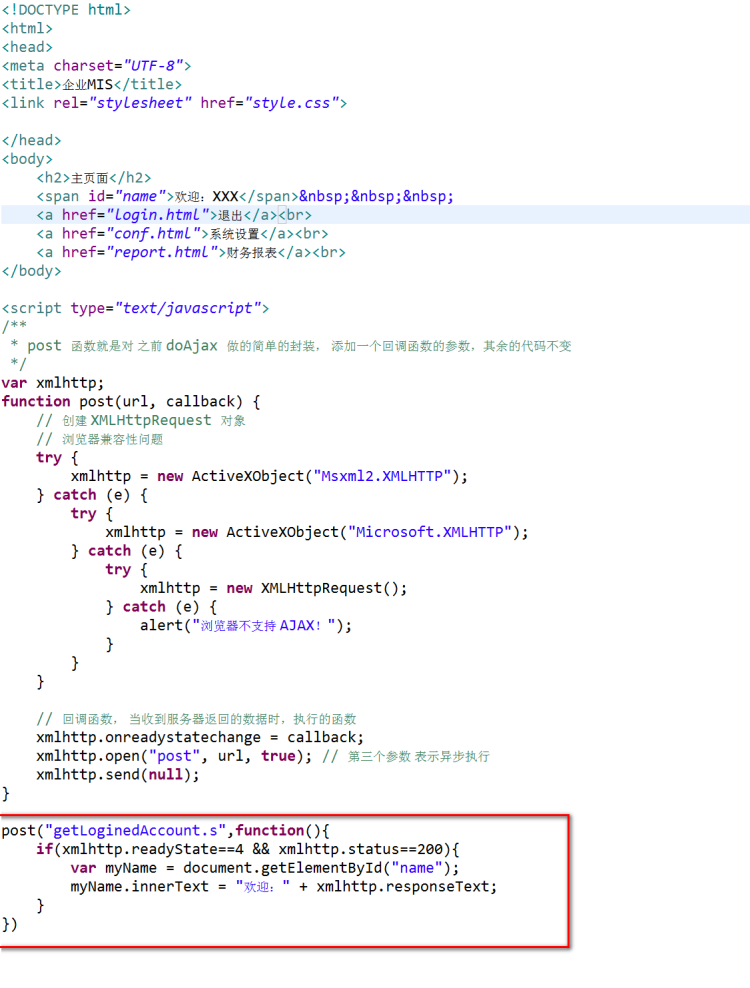 <!DOCTYPE html>
<html>
<head>
<meta charset="UTF-8">
<title>企业MIS</title>
<link rel="stylesheet" href="style.css">

</head>
<body>
    <h2>主页面</h2>
    <span id="name">欢迎：XXX</span>&nbsp;&nbsp;&nbsp;
    <a href="login.html">退出</a><br>
    <a href="conf.html">系统设置</a><br>
    <a href="report.html">财务报表</a><br>
</body>

<script type="text/javascript">
/**
 * post 函数就是对 之前 doAjax 做的简单的封装， 添加一个回调函数的参数，其余的代码不变
 */
var xmlhttp;
function post(url, callback) {
    // 创建 XMLHttpRequest 对象
    // 浏览器兼容性问题
    try {
        xmlhttp = new ActiveXObject("Msxml2.XMLHTTP");
    } catch (e) {
        try {
            xmlhttp = new ActiveXObject("Microsoft.XMLHTTP");
        } catch (e) {
            try {
                xmlhttp = new XMLHttpRequest();
            } catch (e) {
                alert("浏览器不支持 AJAX！");
            }
        }
    }

    // 回调函数， 当收到服务器返回的数据时，执行的函数
    xmlhttp.onreadystatechange = callback;
    xmlhttp.open("post", url, true); // 第三个参数 表示异步执行
    xmlhttp.send(null);
}

post("getLoginedAccount.s",function(){
    if(xmlhttp.readyState==4 && xmlhttp.status==200){
        var myName = document.getElementById("name");
        myName.innerText = "欢迎：" + xmlhttp.responseText;
    }
})